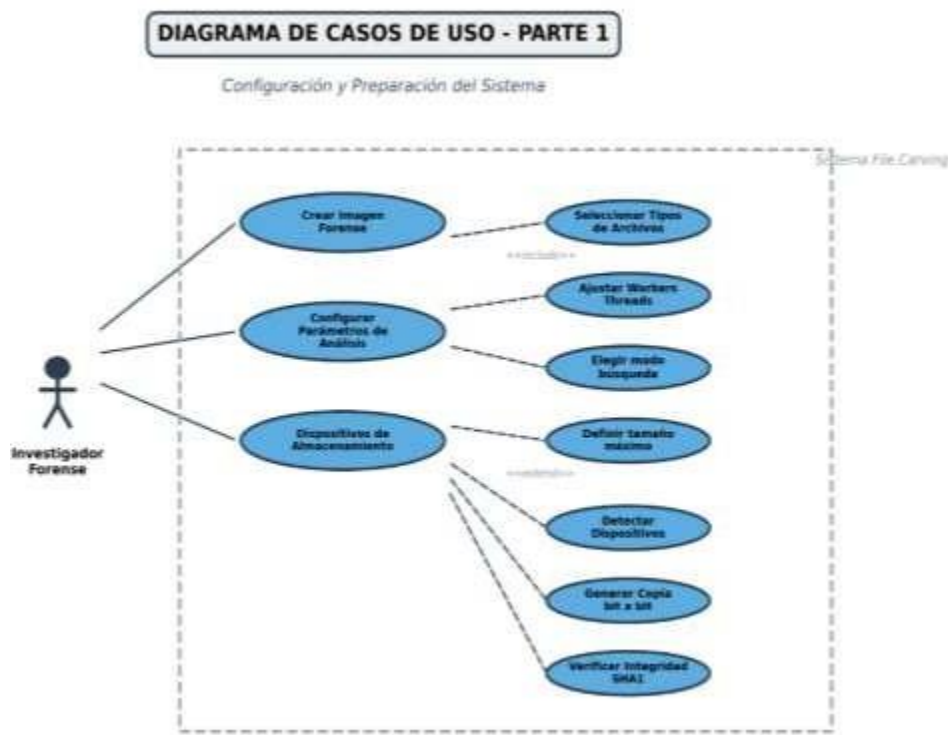 DIAGRAMA DE CASOS DE USO - PARTE 1
Configuración y Preparación del Sistema
Sistema File Carving
Crear Imagen
Forense
Seleccionar Tipos
de Archivos
<<include>>
Ajustar Workers
Threads
Configurar
Parámetros de
Análisis
Elegir modo
búsqueda
Dispositivos de
Almacenamiento
Definir tamaño
máximo
<<extend>>
Investigador
Forense
Detectar
Dispositivos
Generar Copia
bit a bit
Verificar Integridad
SHA1